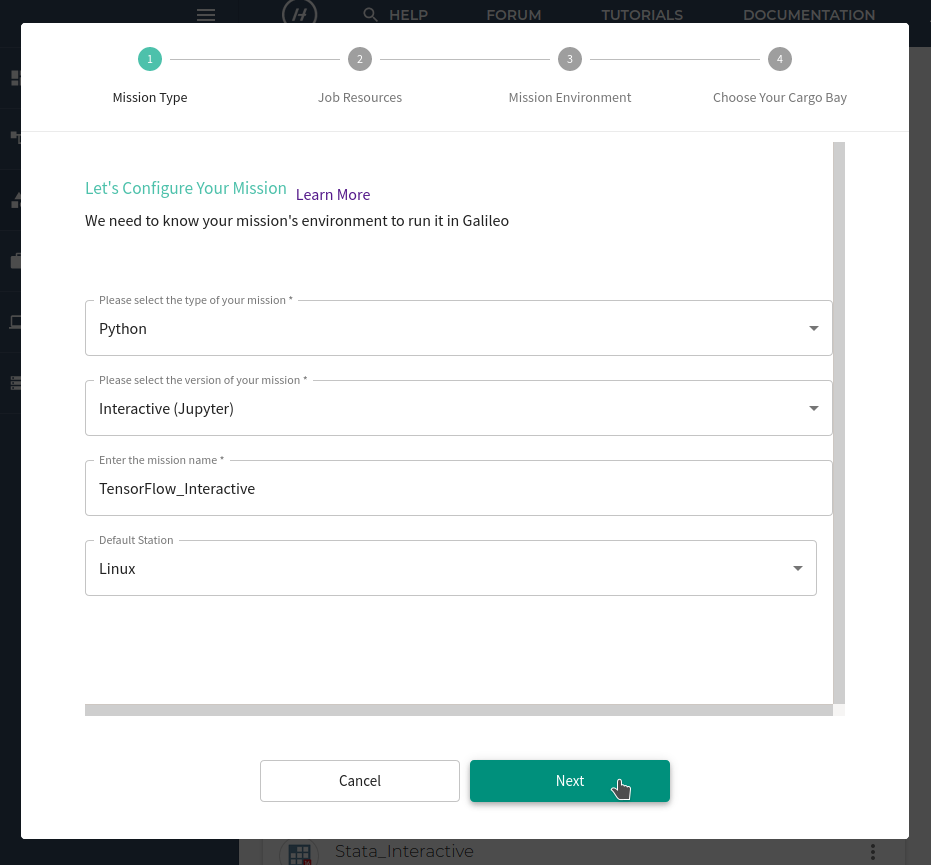 HELP FORUM TUTORIALS DOCUMENTATION
1 2 3 4
Mission Type Job Resources Mission Environment Choose Your Cargo Bay
Let's Configure Your Mission Learn More
We need to know your mission's environment to run it in Galileo
Please select the type of your mission *
Python
Please select the version of your mission *
Interactive (Jupyter)
Enter the mission name *
TensorFlow_Interactive
Default Station
Linux
Cancel Next
Stata_Interactive